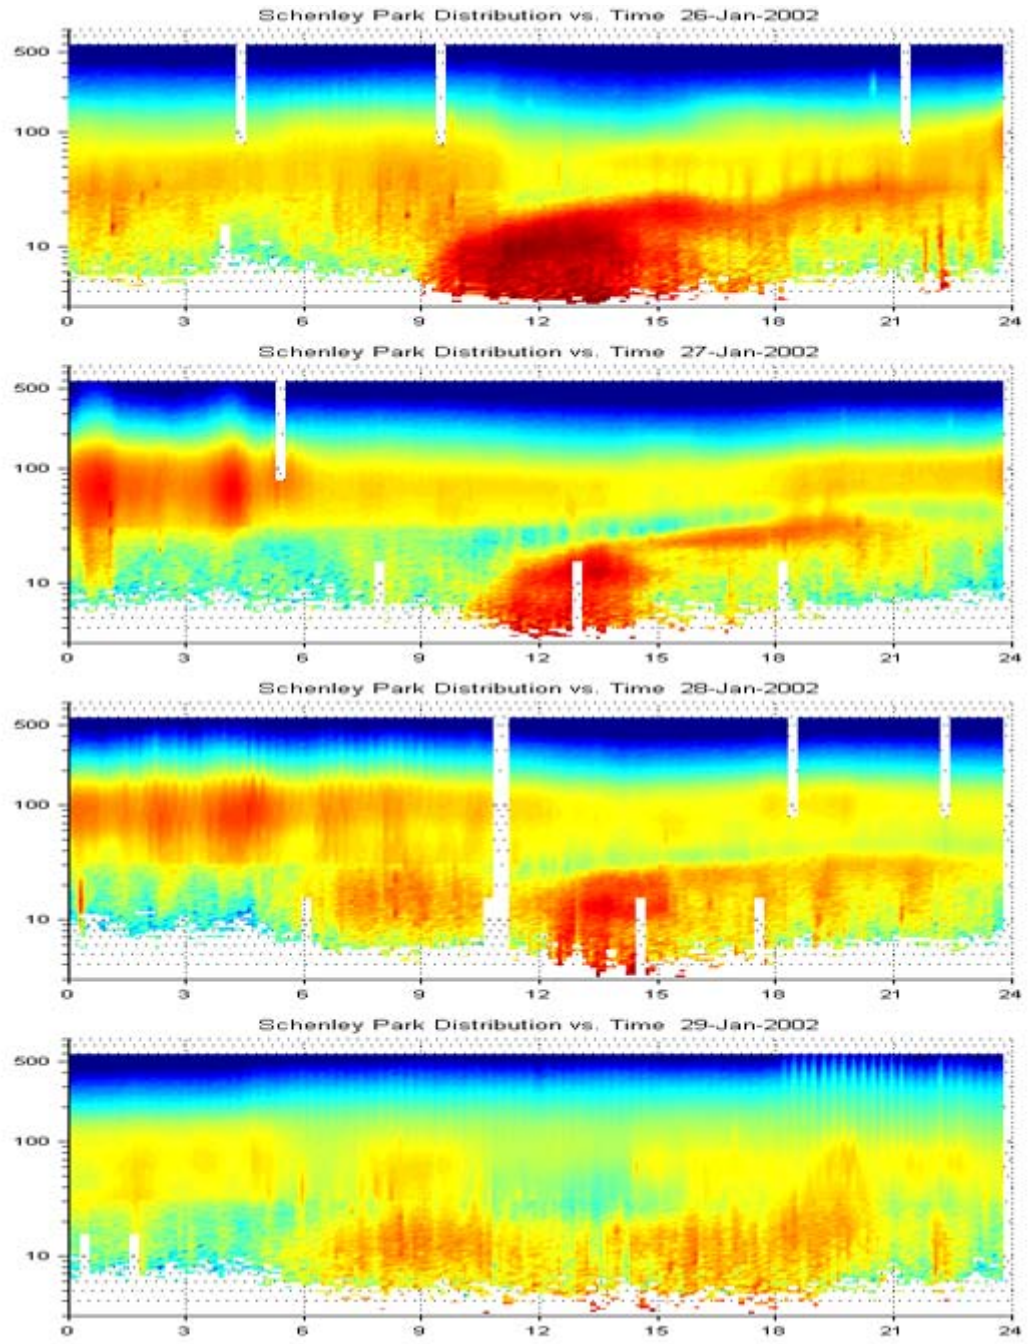 Schenley Park Distribution vs. Time 26-Jan-2002
500
100
10
0 3 6 9 12 15 18 21 24
Schenley Park Distribution vs. Time 27-Jan-2002
500
100
10
0 3 6 9 12 15 18 21 24
Schenley Park Distribution vs. Time 28-Jan-2002
500
100
10
0 3 6 9 12 15 18 21 24
Schenley Park Distribution vs. Time 29-Jan-2002
500
100
10
0 3 6 9 12 15 18 21 24